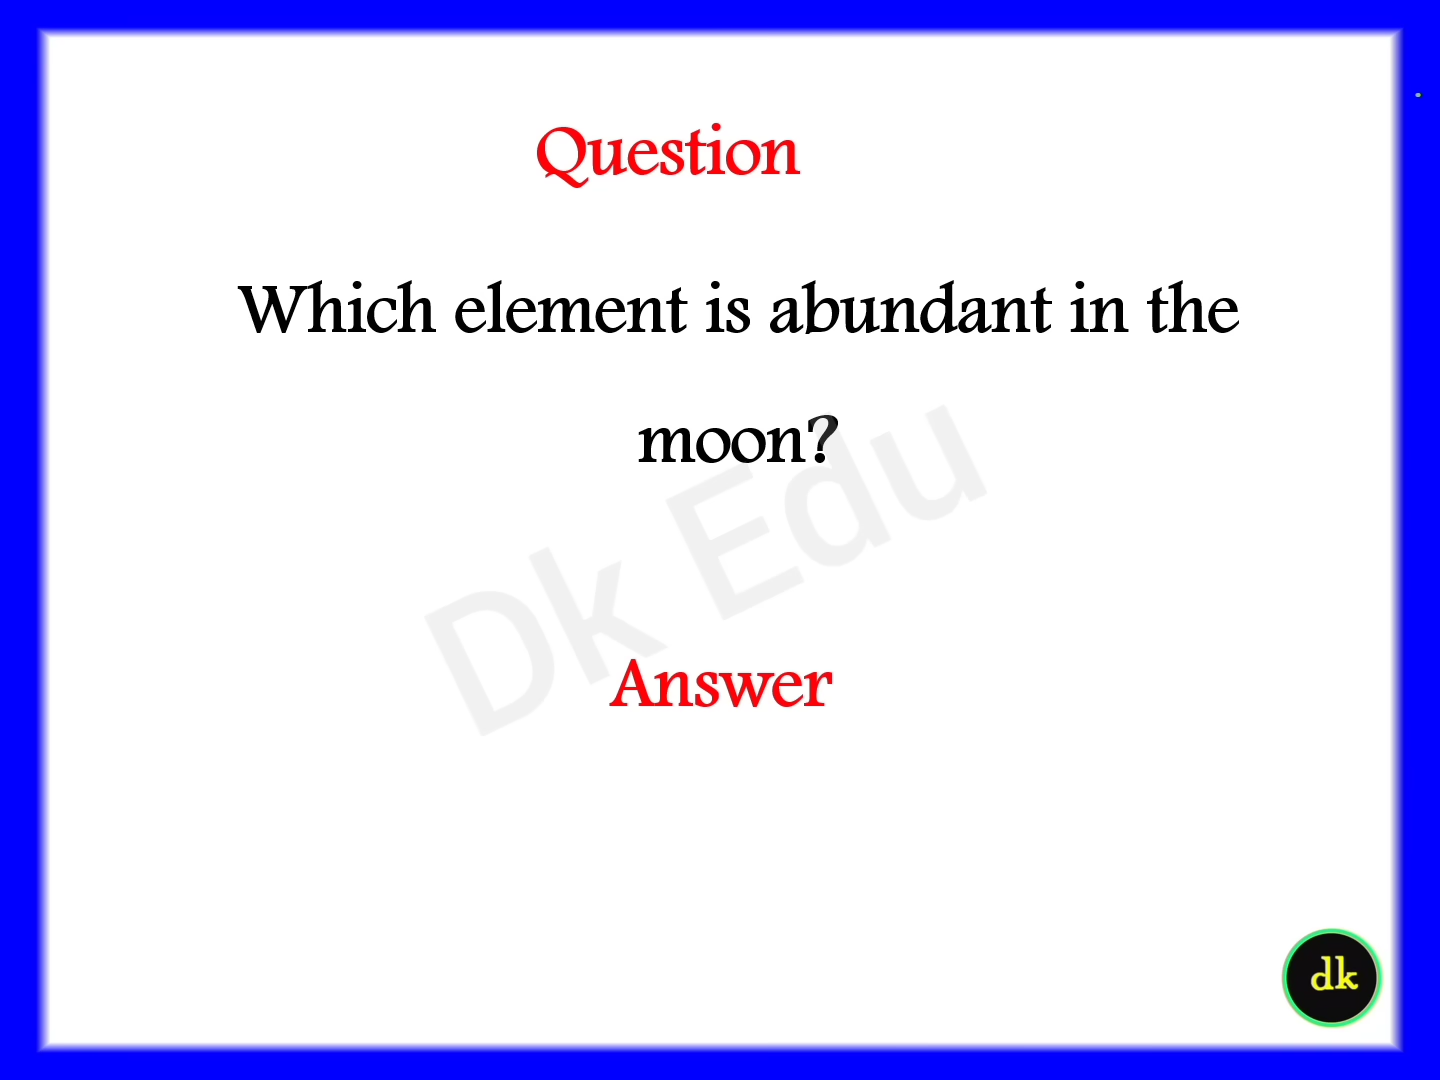 Question
Which element is abundant in the
moon?
Dk Edu
Answer
dk